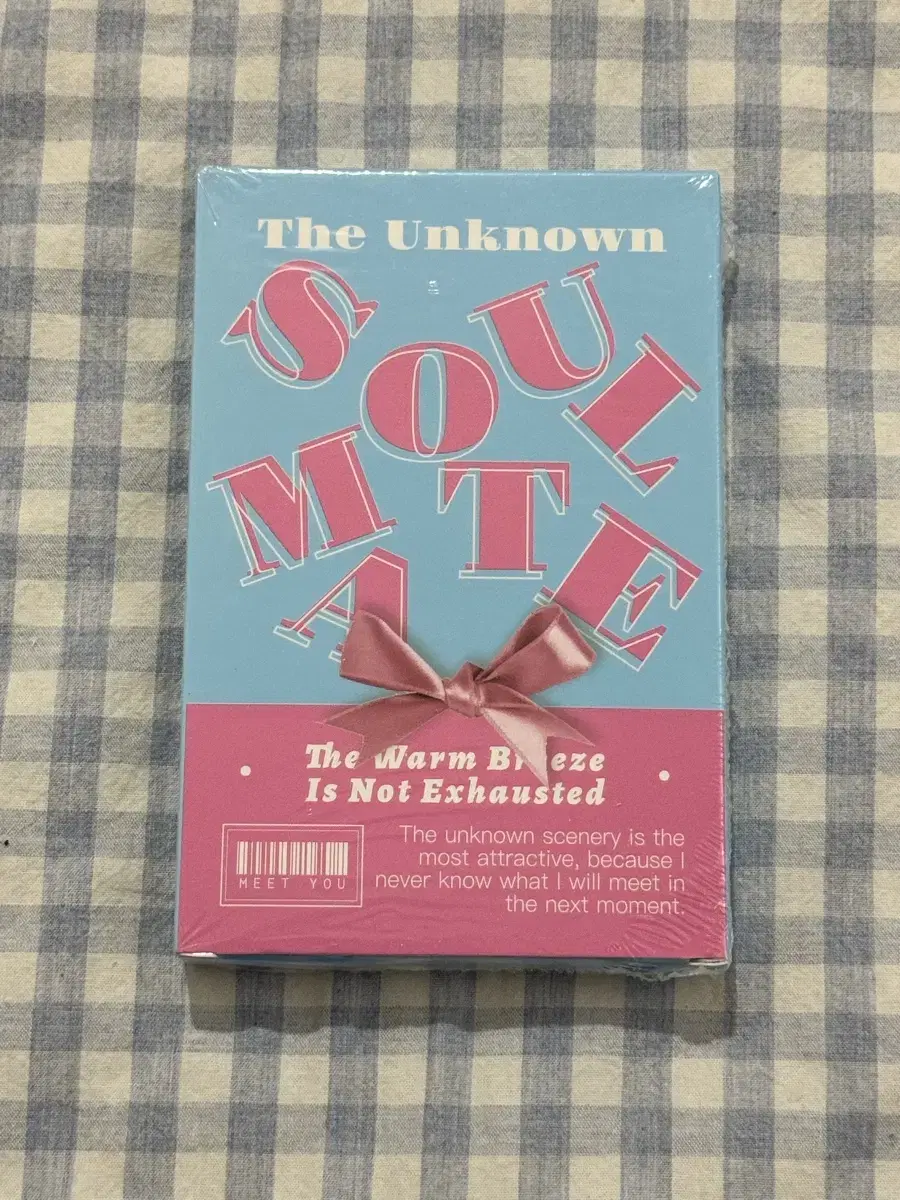 The Unknown
SOUL
MATE
The Warm Breeze
Is Not Exhausted
MEET YOU
The unknown scenery is the
most attractive, because I
never know what I will meet in
the next moment.